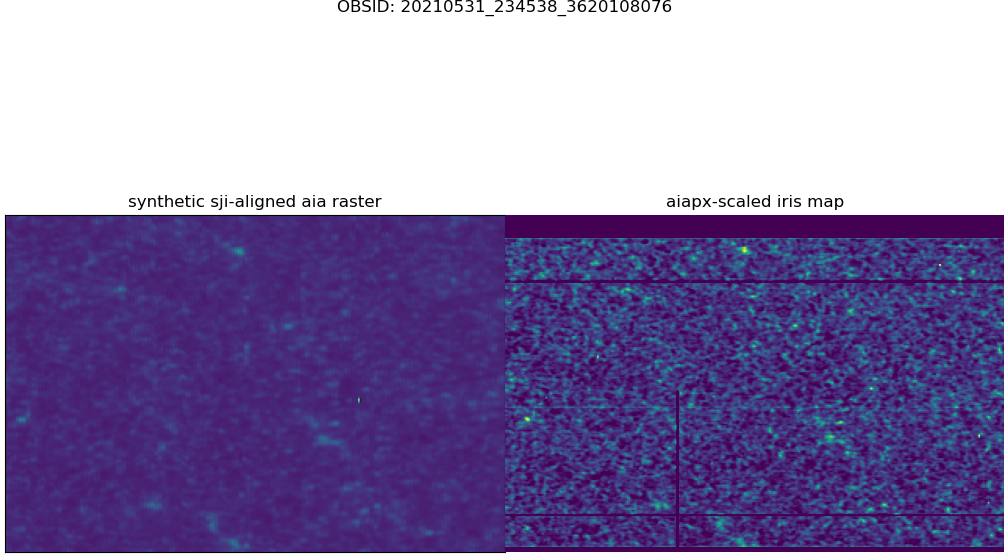 OBSID: 20210531_234538_3620108076
synthetic sji-aligned aia raster
aiapx-scaled iris map